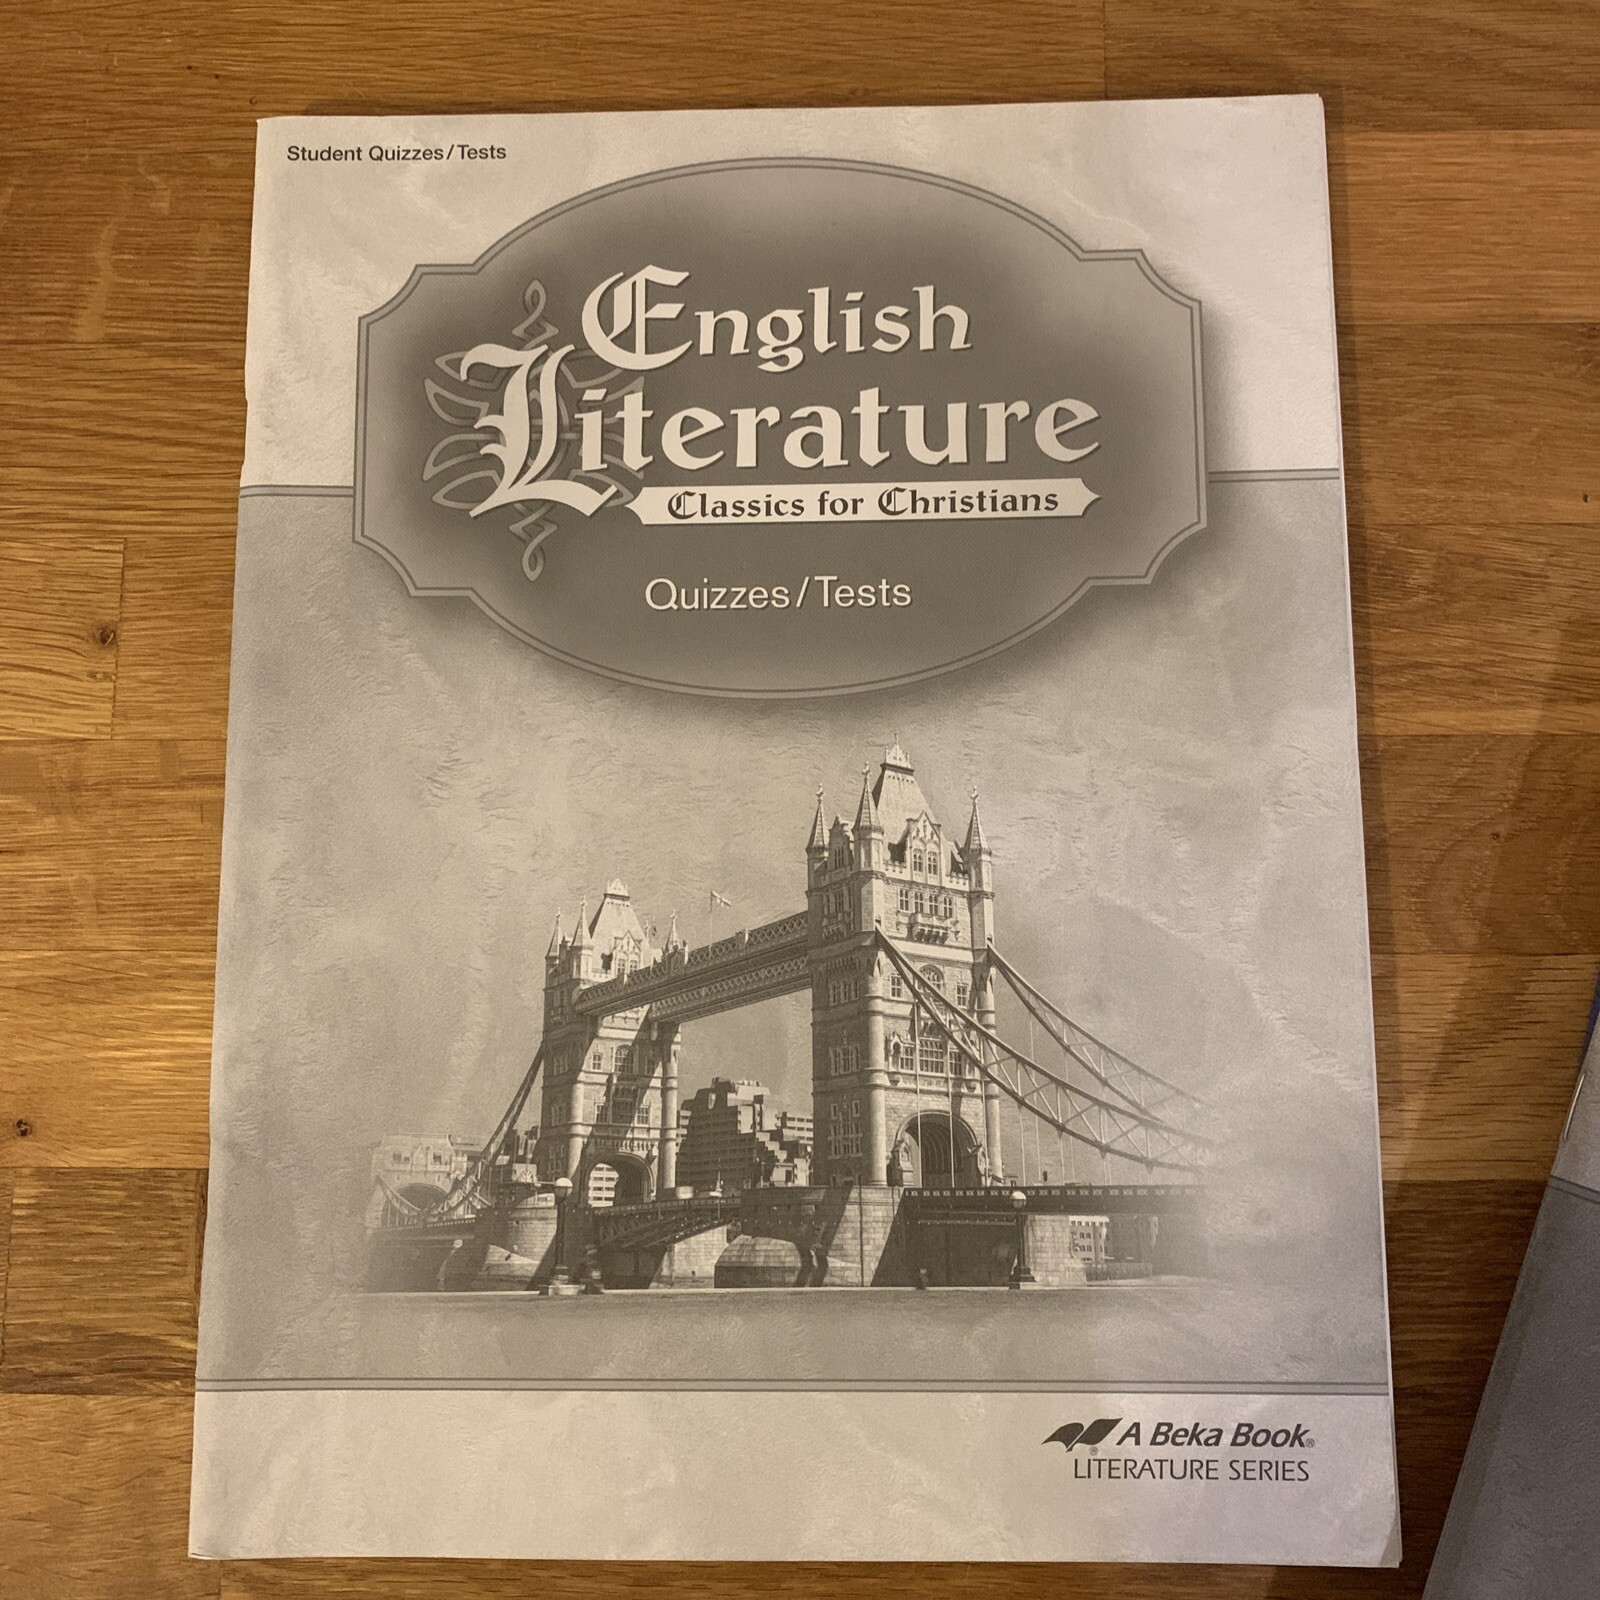 Student Quizzes/Tests
English
Literature
Classics for Christians
Quizzes/Tests
A Beka Book®
LITERATURE SERIES